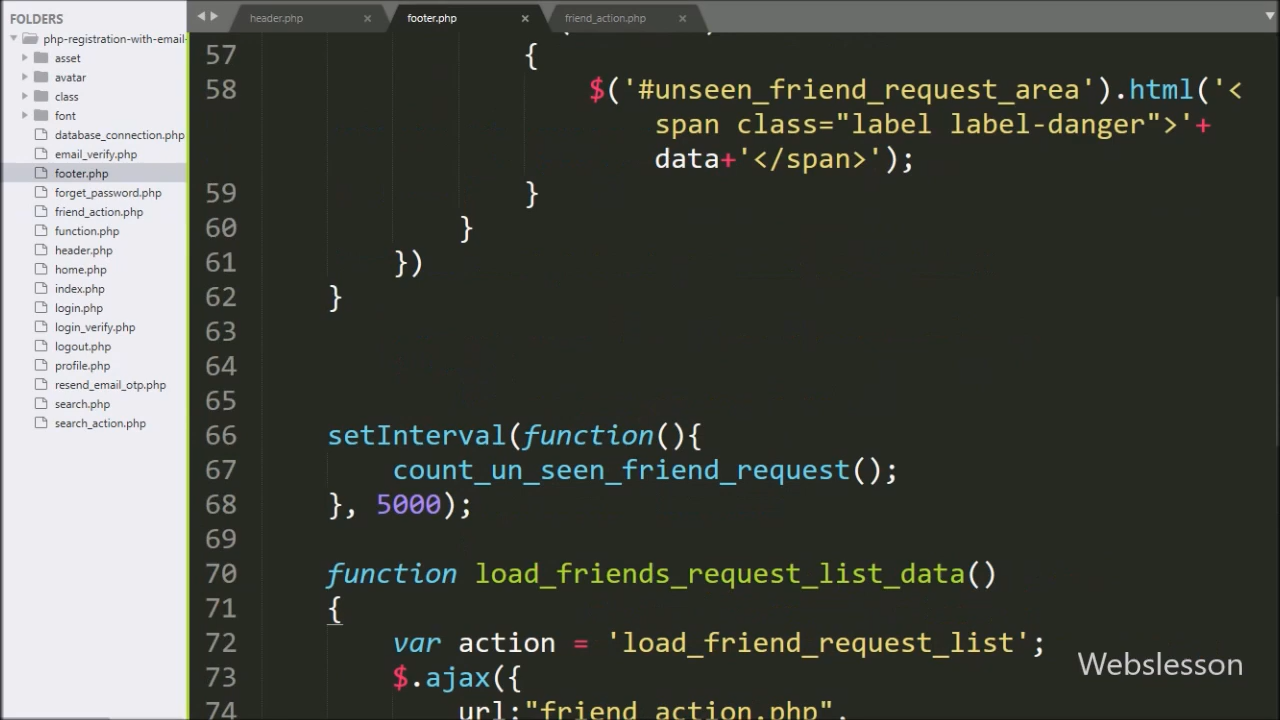 FOLDERS
php-registration-with-email-
asset
avatar
class
font
database_connection.php
email_verify.php
footer.php
forget_password.php
friend_action.php
function.php
header.php
home.php
index.php
login.php
login_verify.php
logout.php
profile.php
resend_email_otp.php
search.php
search_action.php
header.php × footer.php × friend_action.php ×
57 {
58 $('#unseen_friend_request_area').html('<
span class="label label-danger">'+
data+'</span>');
59 }
60 }
61 })
62 }
63
64
65
66 setInterval(function(){
67 count_un_seen_friend_request();
68 }, 5000);
69
70 function load_friends_request_list_data()
71 {
72 var action = 'load_friend_request_list';
73 $.ajax({
74 url:"friend_action.php",
Webslesson